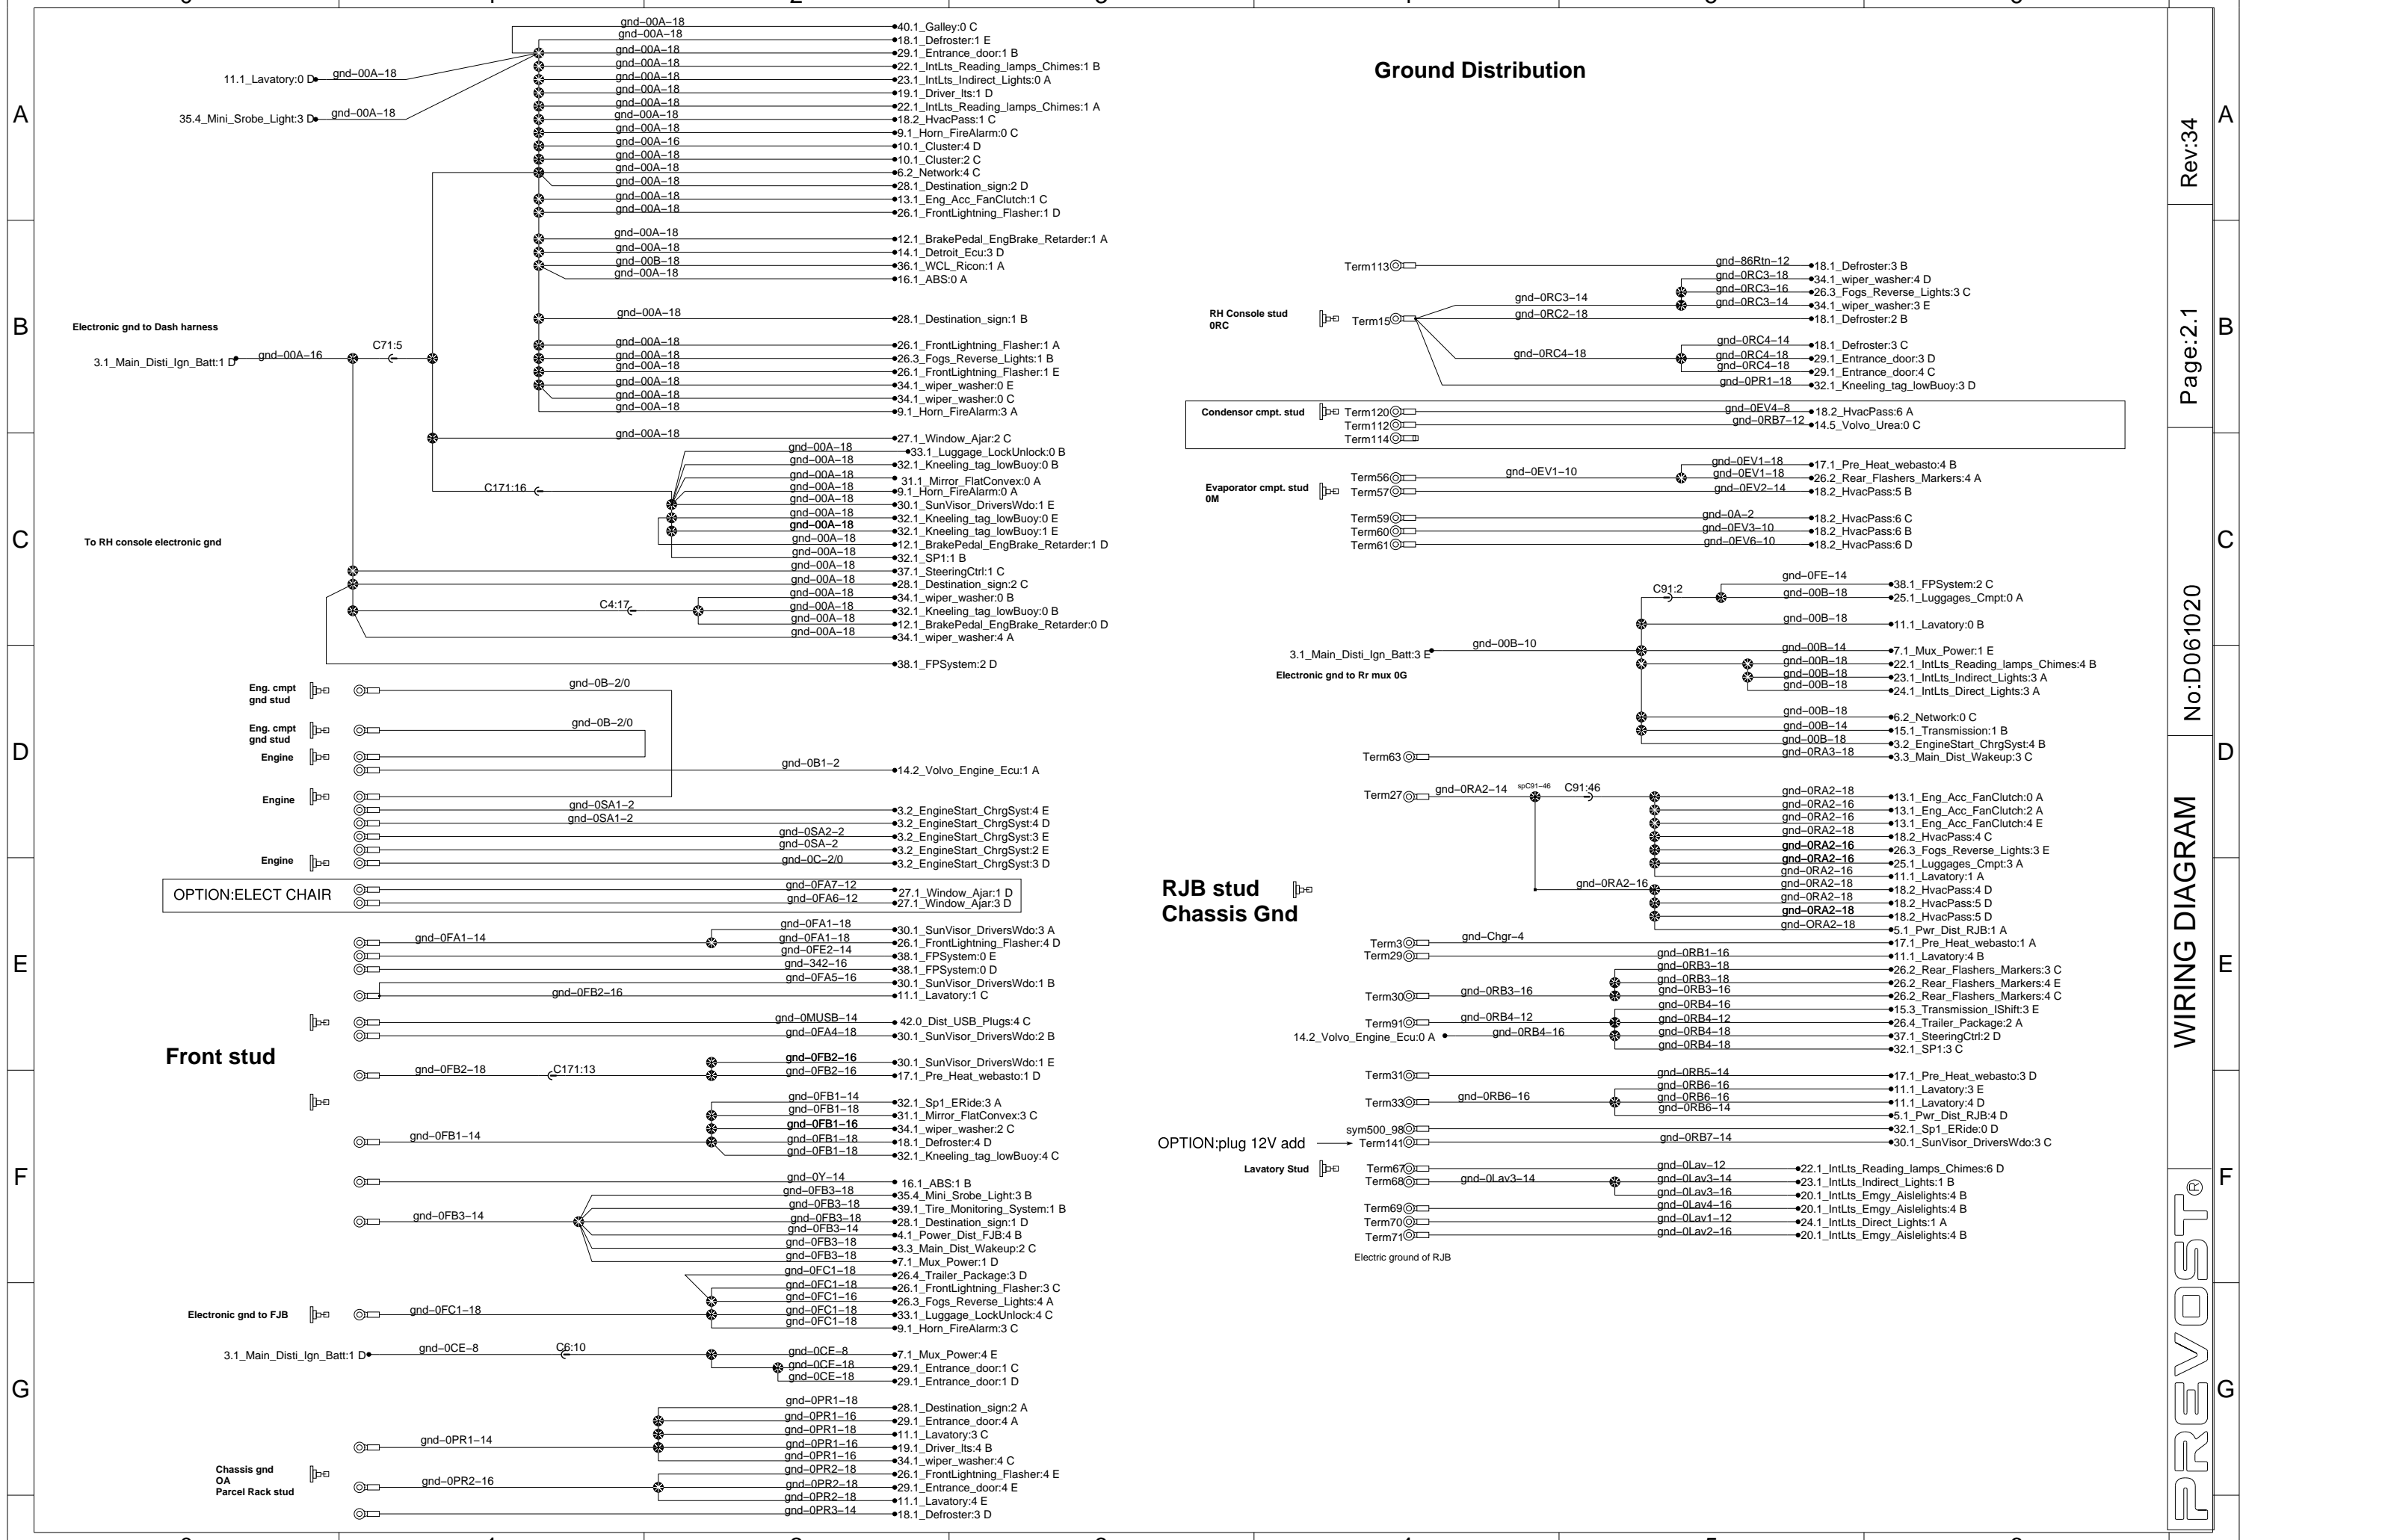 Ground Distribution
gnd-00A-18 40.1_Galley:0 C
gnd-00A-18 18.1_Defroster:1 E
gnd-00A-18 29.1_Entrance_door:1 B
gnd-00A-18 22.1_IntLts_Reading_lamps_Chimes:1 B
11.1_Lavatory:0 D gnd-00A-18
gnd-00A-18 23.1_IntLts_Indirect_Lights:0 A
gnd-00A-18 19.1_Driver_lts:1 D
gnd-00A-18 22.1_IntLts_Reading_lamps_Chimes:1 A
35.4_Mini_Srobe_Light:3 D gnd-00A-18
gnd-00A-18 18.2_HvacPass:1 C
gnd-00A-18 9.1_Horn_FireAlarm:0 C
gnd-00A-16 10.1_Cluster:4 D
gnd-00A-18 10.1_Cluster:2 C
gnd-00A-18 6.2_Network:4 C
gnd-00A-18 28.1_Destination_sign:2 D
gnd-00A-18 13.1_Eng_Acc_FanClutch:1 C
gnd-00A-18 26.1_FrontLightning_Flasher:1 D
gnd-00A-18 12.1_BrakePedal_EngBrake_Retarder:1 A
gnd-00A-18 14.1_Detroit_Ecu:3 D
gnd-00B-18 36.1_WCL_Ricon:1 A
gnd-00A-18 16.1_ABS:0 A
gnd-00A-18 28.1_Destination_sign:1 B
Electronic gnd to Dash harness
3.1_Main_Disti_Ign_Batt:1 D gnd-00A-16 C71:5
gnd-00A-18 26.1_FrontLightning_Flasher:1 A
gnd-00A-18 26.3_Fogs_Reverse_Lights:1 B
gnd-00A-18 26.1_FrontLightning_Flasher:1 E
gnd-00A-18 34.1_wiper_washer:0 E
gnd-00A-18 34.1_wiper_washer:0 C
gnd-00A-18 9.1_Horn_FireAlarm:3 A
gnd-00A-18 27.1_Window_Ajar:2 C
gnd-00A-18 33.1_Luggage_LockUnlock:0 B
gnd-00A-18 32.1_Kneeling_tag_lowBuoy:0 B
gnd-00A-18 31.1_Mirror_FlatConvex:0 A
C171:16 gnd-00A-18 9.1_Horn_FireAlarm:0 A
gnd-00A-18 30.1_SunVisor_DriversWdo:1 E
gnd-00A-18 32.1_Kneeling_tag_lowBuoy:0 E
gnd-00A-18 32.1_Kneeling_tag_lowBuoy:1 E
gnd-00A-18 12.1_BrakePedal_EngBrake_Retarder:1 D
To RH console electronic gnd
gnd-00A-18 32.1_SP1:1 B
gnd-00A-18 37.1_SteeringCtrl:1 C
gnd-00A-18 28.1_Destination_sign:2 C
gnd-00A-18 34.1_wiper_washer:0 B
C4:17 gnd-00A-18 32.1_Kneeling_tag_lowBuoy:0 B
gnd-00A-18 12.1_BrakePedal_EngBrake_Retarder:0 D
gnd-00A-18 34.1_wiper_washer:4 A
38.1_FPSystem:2 D
Eng. cmpt
gnd stud
gnd-0B-2/0
Eng. cmpt
gnd stud
gnd-0B-2/0
Engine
gnd-0B1-2 14.2_Volvo_Engine_Ecu:1 A
Engine
gnd-0SA1-2 3.2_EngineStart_ChrgSyst:4 E
gnd-0SA1-2 3.2_EngineStart_ChrgSyst:4 D
gnd-0SA2-2 3.2_EngineStart_ChrgSyst:3 E
gnd-0SA-2 3.2_EngineStart_ChrgSyst:2 E
Engine gnd-0C-2/0 3.2_EngineStart_ChrgSyst:3 D
OPTION:ELECT CHAIR
gnd-0FA7-12 27.1_Window_Ajar:1 D
gnd-0FA6-12 27.1_Window_Ajar:3 D
gnd-0FA1-18 30.1_SunVisor_DriversWdo:3 A
gnd-0FA1-14 gnd-0FA1-18 26.1_FrontLightning_Flasher:4 D
gnd-0FE2-14 38.1_FPSystem:0 E
gnd-342-16 38.1_FPSystem:0 D
gnd-0FA5-16 30.1_SunVisor_DriversWdo:1 B
gnd-0FB2-16 11.1_Lavatory:1 C
gnd-0MUSB-14 42.0_Dist_USB_Plugs:4 C
gnd-0FA4-18 30.1_SunVisor_DriversWdo:2 B
Front stud
gnd-0FB2-16 30.1_SunVisor_DriversWdo:1 E
gnd-0FB2-18 C171:13 gnd-0FB2-16 17.1_Pre_Heat_webasto:1 D
gnd-0FB1-14 32.1_Sp1_ERide:3 A
gnd-0FB1-18 31.1_Mirror_FlatConvex:3 C
gnd-0FB1-16 34.1_wiper_washer:2 C
gnd-0FB1-14 gnd-0FB1-18 18.1_Defroster:4 D
gnd-0FB1-18 32.1_Kneeling_tag_lowBuoy:4 C
gnd-0Y-14 16.1_ABS:1 B
gnd-0FB3-18 35.4_Mini_Srobe_Light:3 B
gnd-0FB3-18 39.1_Tire_Monitoring_System:1 B
gnd-0FB3-14 gnd-0FB3-18 28.1_Destination_sign:1 D
gnd-0FB3-14 4.1_Power_Dist_FJB:4 B
gnd-0FB3-18 3.3_Main_Dist_Wakeup:2 C
gnd-0FB3-18 7.1_Mux_Power:1 D
gnd-0FC1-18 26.4_Trailer_Package:3 D
gnd-0FC1-18 26.1_FrontLightning_Flasher:3 C
gnd-0FC1-16 26.3_Fogs_Reverse_Lights:4 A
Electronic gnd to FJB gnd-0FC1-18 gnd-0FC1-18 33.1_Luggage_LockUnlock:4 C
gnd-0FC1-18 9.1_Horn_FireAlarm:3 C
3.1_Main_Disti_Ign_Batt:1 D gnd-0CE-8 C6:10 gnd-0CE-8 7.1_Mux_Power:4 E
gnd-0CE-18 29.1_Entrance_door:1 C
gnd-0CE-18 29.1_Entrance_door:1 D
gnd-0PR1-18 28.1_Destination_sign:2 A
gnd-0PR1-16 29.1_Entrance_door:4 A
gnd-0PR1-18 11.1_Lavatory:3 C
gnd-0PR1-14 gnd-0PR1-16 19.1_Driver_lts:4 B
gnd-0PR1-16 34.1_wiper_washer:4 C
Chassis gnd
OA
Parcel Rack stud
gnd-0PR2-18 26.1_FrontLightning_Flasher:4 E
gnd-0PR2-16 gnd-0PR2-18 29.1_Entrance_door:4 E
gnd-0PR2-18 11.1_Lavatory:4 E
gnd-0PR3-14 18.1_Defroster:3 D
Term113 gnd-86Rtn-12 18.1_Defroster:3 B
gnd-0RC3-18 34.1_wiper_washer:4 D
gnd-0RC3-16 26.3_Fogs_Reverse_Lights:3 C
gnd-0RC3-14 gnd-0RC3-14 34.1_wiper_washer:3 E
RH Console stud
0RC
Term15 gnd-0RC2-18 18.1_Defroster:2 B
gnd-0RC4-14 18.1_Defroster:3 C
gnd-0RC4-18 gnd-0RC4-18 29.1_Entrance_door:3 D
gnd-0RC4-18 29.1_Entrance_door:4 C
gnd-0PR1-18 32.1_Kneeling_tag_lowBuoy:3 D
Condensor cmpt. stud Term120 gnd-0EV4-8 18.2_HvacPass:6 A
Term112 gnd-0RB7-12 14.5_Volvo_Urea:0 C
Term114
gnd-0EV1-18 17.1_Pre_Heat_webasto:4 B
Term56 gnd-0EV1-10 gnd-0EV1-18 26.2_Rear_Flashers_Markers:4 A
Evaporator cmpt. stud
0M
Term57 gnd-0EV2-14 18.2_HvacPass:5 B
Term59 gnd-0A-2 18.2_HvacPass:6 C
Term60 gnd-0EV3-10 18.2_HvacPass:6 B
Term61 gnd-0EV6-10 18.2_HvacPass:6 D
gnd-0FE-14 38.1_FPSystem:2 C
C91:2 gnd-00B-18 25.1_Luggages_Cmpt:0 A
gnd-00B-18 11.1_Lavatory:0 B
3.1_Main_Disti_Ign_Batt:3 E gnd-00B-10 gnd-00B-14 7.1_Mux_Power:1 E
gnd-00B-18 22.1_IntLts_Reading_lamps_Chimes:4 B
Electronic gnd to Rr mux 0G
gnd-00B-18 23.1_IntLts_Indirect_Lights:3 A
gnd-00B-18 24.1_IntLts_Direct_Lights:3 A
gnd-00B-18 6.2_Network:0 C
gnd-00B-14 15.1_Transmission:1 B
gnd-00B-18 3.2_EngineStart_ChrgSyst:4 B
Term63 gnd-0RA3-18 3.3_Main_Dist_Wakeup:3 C
Term27 gnd-0RA2-14 spC91-46 C91:46 gnd-0RA2-18 13.1_Eng_Acc_FanClutch:0 A
gnd-0RA2-16 13.1_Eng_Acc_FanClutch:2 A
gnd-0RA2-16 13.1_Eng_Acc_FanClutch:4 E
gnd-0RA2-18 18.2_HvacPass:4 C
gnd-0RA2-16 26.3_Fogs_Reverse_Lights:3 E
gnd-0RA2-16 25.1_Luggages_Cmpt:3 A
gnd-0RA2-16 11.1_Lavatory:1 A
RJB stud
Chassis Gnd
gnd-0RA2-16 gnd-0RA2-18 18.2_HvacPass:4 D
gnd-0RA2-18 18.2_HvacPass:5 D
gnd-0RA2-18 18.2_HvacPass:5 D
gnd-ORA2-18 5.1_Pwr_Dist_RJB:1 A
Term3 gnd-Chgr-4 17.1_Pre_Heat_webasto:1 A
Term29 gnd-0RB1-16 11.1_Lavatory:4 B
gnd-0RB3-18 26.2_Rear_Flashers_Markers:3 C
gnd-0RB3-18 26.2_Rear_Flashers_Markers:4 E
Term30 gnd-0RB3-16 gnd-0RB3-16 26.2_Rear_Flashers_Markers:4 C
gnd-0RB4-16 15.3_Transmission_IShift:3 E
Term91 gnd-0RB4-12 gnd-0RB4-12 26.4_Trailer_Package:2 A
14.2_Volvo_Engine_Ecu:0 A gnd-0RB4-16 gnd-0RB4-18 37.1_SteeringCtrl:2 D
gnd-0RB4-18 32.1_SP1:3 C
Term31 gnd-0RB5-14 17.1_Pre_Heat_webasto:3 D
gnd-0RB6-16 11.1_Lavatory:3 E
Term33 gnd-0RB6-16 gnd-0RB6-16 11.1_Lavatory:4 D
gnd-0RB6-14 5.1_Pwr_Dist_RJB:4 D
sym500_98 32.1_Sp1_ERide:0 D
OPTION:plug 12V add Term141 gnd-0RB7-14 30.1_SunVisor_DriversWdo:3 C
Lavatory Stud Term67 gnd-0Lav-12 22.1_IntLts_Reading_lamps_Chimes:6 D
Term68 gnd-0Lav3-14 gnd-0Lav3-14 23.1_IntLts_Indirect_Lights:1 B
gnd-0Lav3-16 20.1_IntLts_Emgy_Aislelights:4 B
Term69 gnd-0Lav4-16 20.1_IntLts_Emgy_Aislelights:4 B
Term70 gnd-0Lav1-12 24.1_IntLts_Direct_Lights:1 A
Term71 gnd-0Lav2-16 20.1_IntLts_Emgy_Aislelights:4 B
Electric ground of RJB
A
B
C
D
E
F
G
A
B
C
D
E
F
G
Rev:34
Page:2.1
No:D061020
WIRING DIAGRAM
PREVOST®